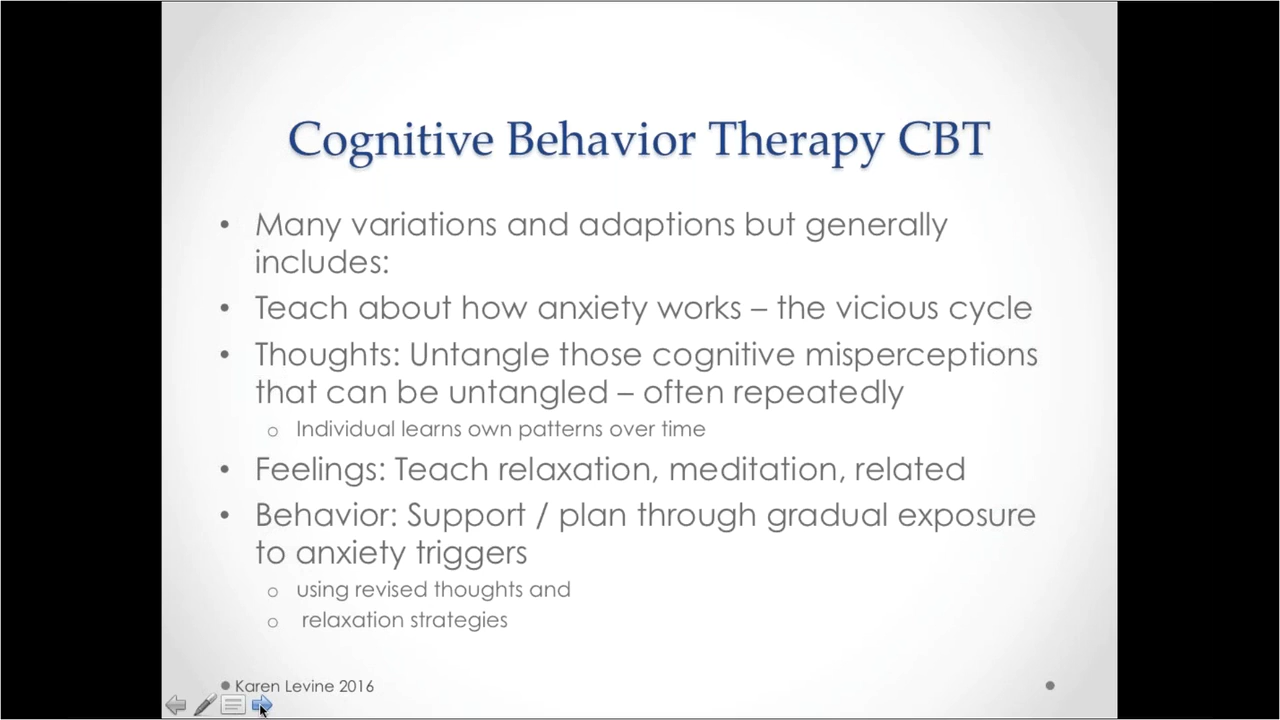 Cognitive Behavior Therapy CBT
• Many variations and adaptions but generally
includes:
• Teach about how anxiety works – the vicious cycle
• Thoughts: Untangle those cognitive misperceptions
that can be untangled – often repeatedly
o Individual learns own patterns over time
• Feelings: Teach relaxation, meditation, related
• Behavior: Support / plan through gradual exposure
to anxiety triggers
o using revised thoughts and
o relaxation strategies
• Karen Levine 2016